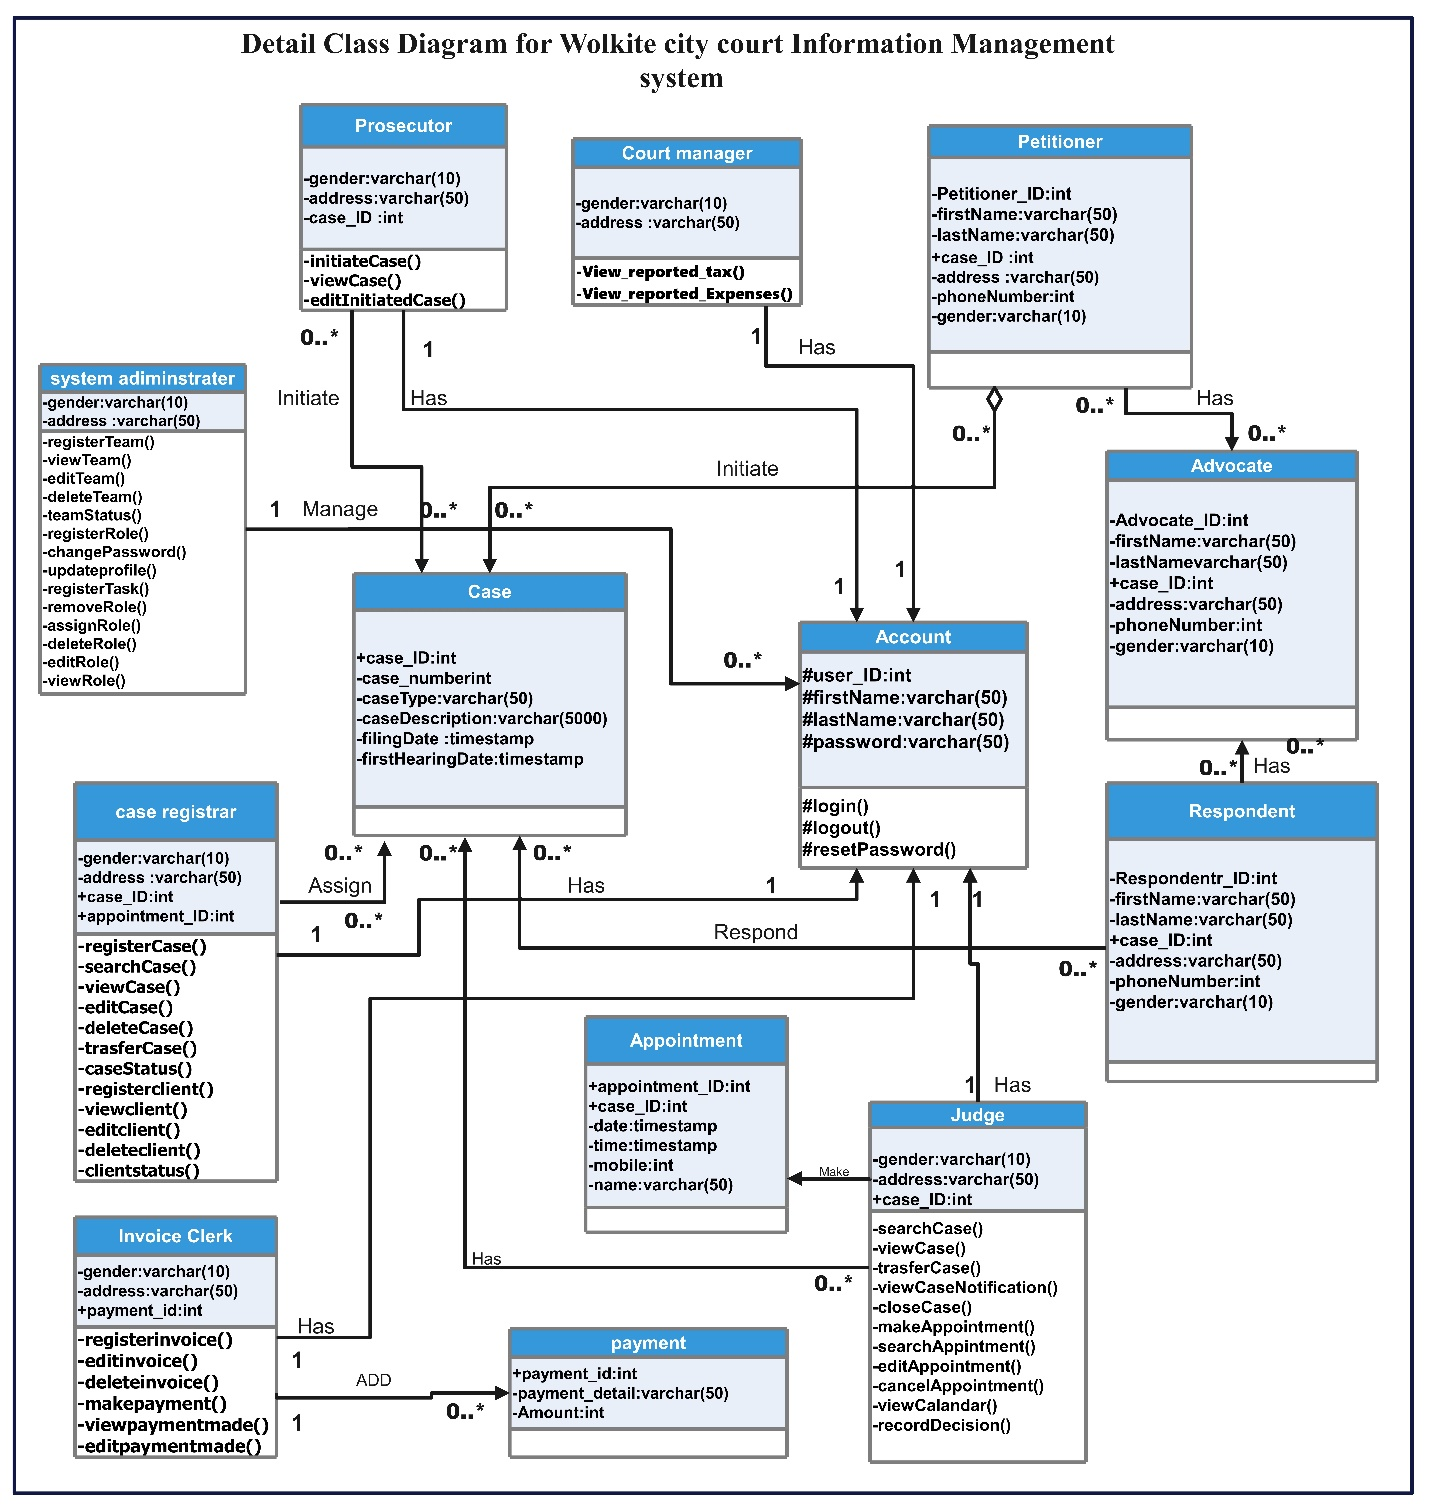 Detail Class Diagram for Wolkite city court Information Management
system
Prosecutor
-gender:varchar(10)
-address:varchar(50)
-case_ID :int
-initiateCase()
-viewCase()
-editInitiatedCase()
Court manager
-gender:varchar(10)
-address :varchar(50)
-View_reported_tax()
-View_reported_Expenses()
Petitioner
-Petitioner_ID:int
-firstName:varchar(50)
-lastName:varchar(50)
+case_ID :int
-address :varchar(50)
-phoneNumber:int
-gender:varchar(10)
0..*
1
Initiate
Has
1
Has
0..*
Initiate
0..*
Has
0..*
system adiminstrater
-gender:varchar(10)
-address :varchar(50)
-registerTeam()
-viewTeam()
-editTeam()
-deleteTeam()
-teamStatus()
-registerRole()
-changePassword()
-updateprofile()
-registerTask()
-removeRole()
-assignRole()
-deleteRole()
-editRole()
-viewRole()
1
Manage
0..*
0..*
0..*
1
1
Advocate
-Advocate_ID:int
-firstName:varchar(50)
-lastNamevarchar(50)
+case_ID:int
-address:varchar(50)
-phoneNumber:int
-gender:varchar(10)
Case
+case_ID:int
-case_numberint
-caseType:varchar(50)
-caseDescription:varchar(5000)
-filingDate :timestamp
-firstHearingDate:timestamp
Account
#user_ID:int
#firstName:varchar(50)
#lastName:varchar(50)
#password:varchar(50)
#login()
#logout()
#resetPassword()
0..*
0..*
Has
case registrar
-gender:varchar(10)
-address :varchar(50)
+case_ID:int
+appointment_ID:int
-registerCase()
-searchCase()
-viewCase()
-editCase()
-deleteCase()
-trasferCase()
-caseStatus()
-registerclient()
-viewclient()
-editclient()
-deleteclient()
-clientstatus()
0..*
0..*
0..*
Assign
0..*
1
Has
1
1
1
Respond
0..*
Respondent
-Respondentr_ID:int
-firstName:varchar(50)
-lastName:varchar(50)
+case_ID:int
-address:varchar(50)
-phoneNumber:int
-gender:varchar(10)
Appointment
+appointment_ID:int
+case_ID:int
-date:timestamp
-time:timestamp
-mobile:int
-name:varchar(50)
1
Has
Make
Judge
-gender:varchar(10)
-address:varchar(50)
+case_ID:int
-searchCase()
-viewCase()
-trasferCase()
-viewCaseNotification()
-closeCase()
-makeAppointment()
-searchAppintment()
-editAppointment()
-cancelAppointment()
-viewCalandar()
-recordDecision()
Has
0..*
Invoice Clerk
-gender:varchar(10)
-address:varchar(50)
+payment_id:int
-registerinvoice()
-editinvoice()
-deleteinvoice()
-makepayment()
-viewpaymentmade()
-editpaymentmade()
Has
1
ADD
1
0..*
payment
+payment_id:int
-payment_detail:varchar(50)
-Amount:int